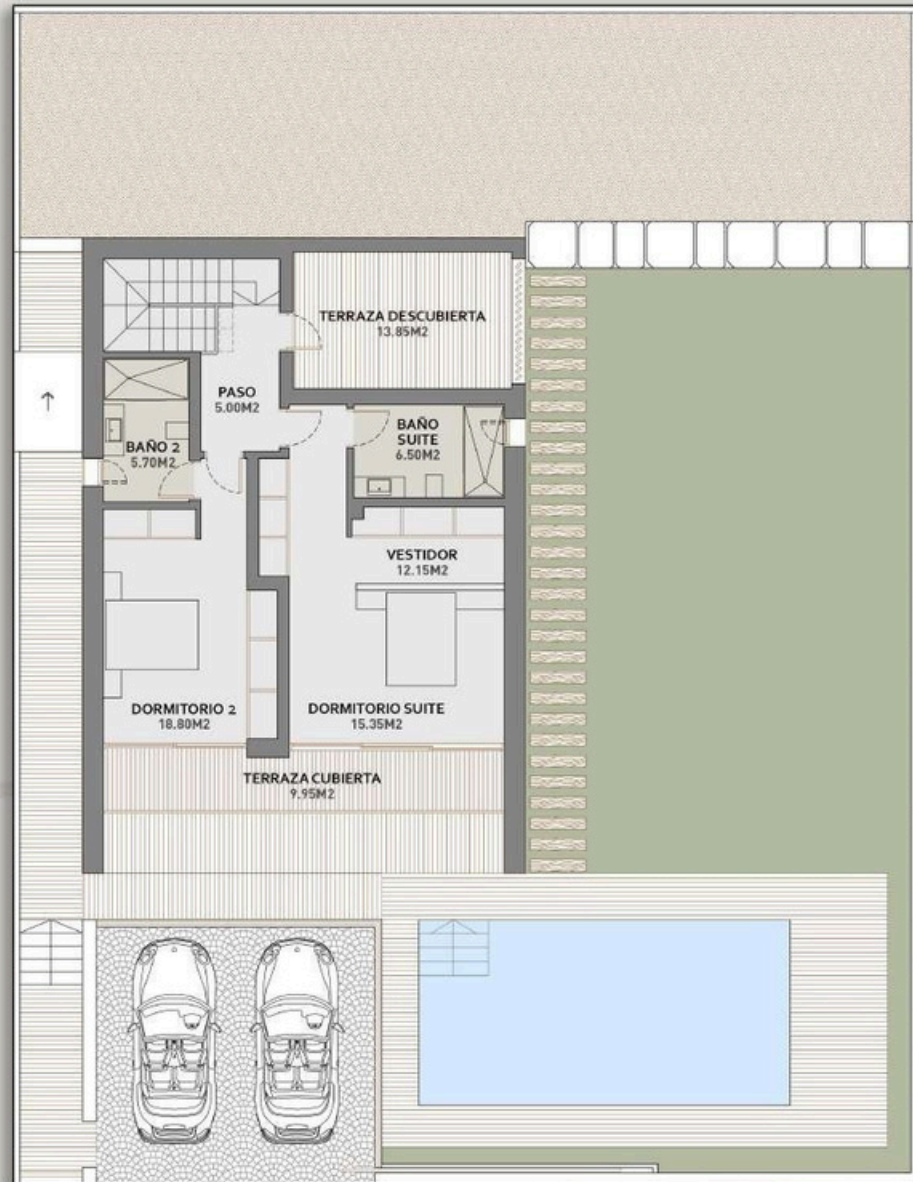 TERRAZA DESCUBIERTA
13.85M2
PASO
5.00M2
BAÑO
SUITE
6.50M2
BAÑO 2
5.70M2
VESTIDOR
12.15M2
DORMITORIO 2
18.80M2
DORMITORIO SUITE
15.35M2
TERRAZA CUBIERTA
9.95M2